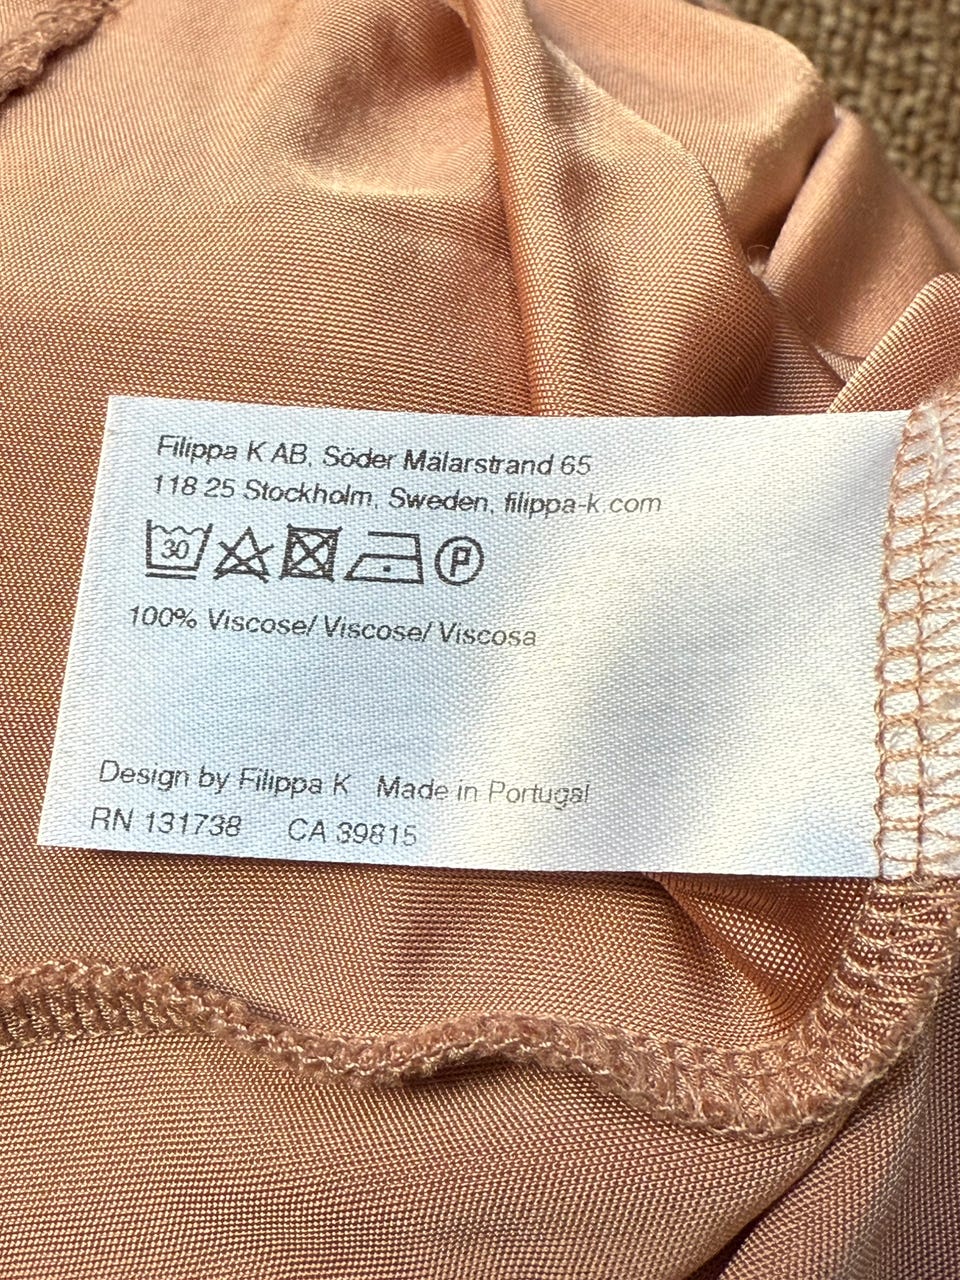 Filippa K AB, Söder Mälarstrand 65
118 25 Stockholm, Sweden, filippa-k.com
30 P
100% Viscose/ Viscose/ Viscosa
Design by Filippa K Made in Portugal
RN 131738 CA 39815